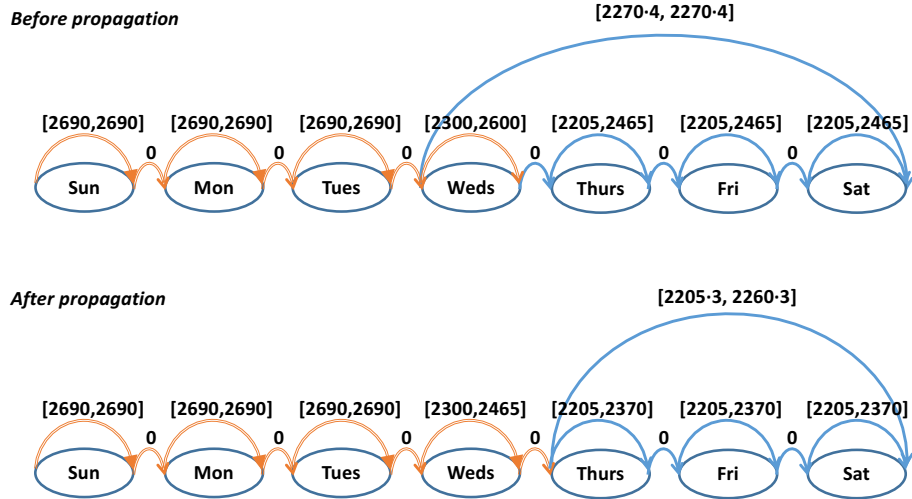 Before propagation
[2270·4, 2270·4]
[2690,2690] [2690,2690] [2690,2690] [2300,2600] [2205,2465] [2205,2465] [2205,2465]
0 0 0 0 0 0
Sun Mon Tues Weds Thurs Fri Sat
After propagation
[2205·3, 2260·3]
[2690,2690] [2690,2690] [2690,2690] [2300,2465] [2205,2370] [2205,2370] [2205,2370]
0 0 0 0 0 0
Sun Mon Tues Weds Thurs Fri Sat